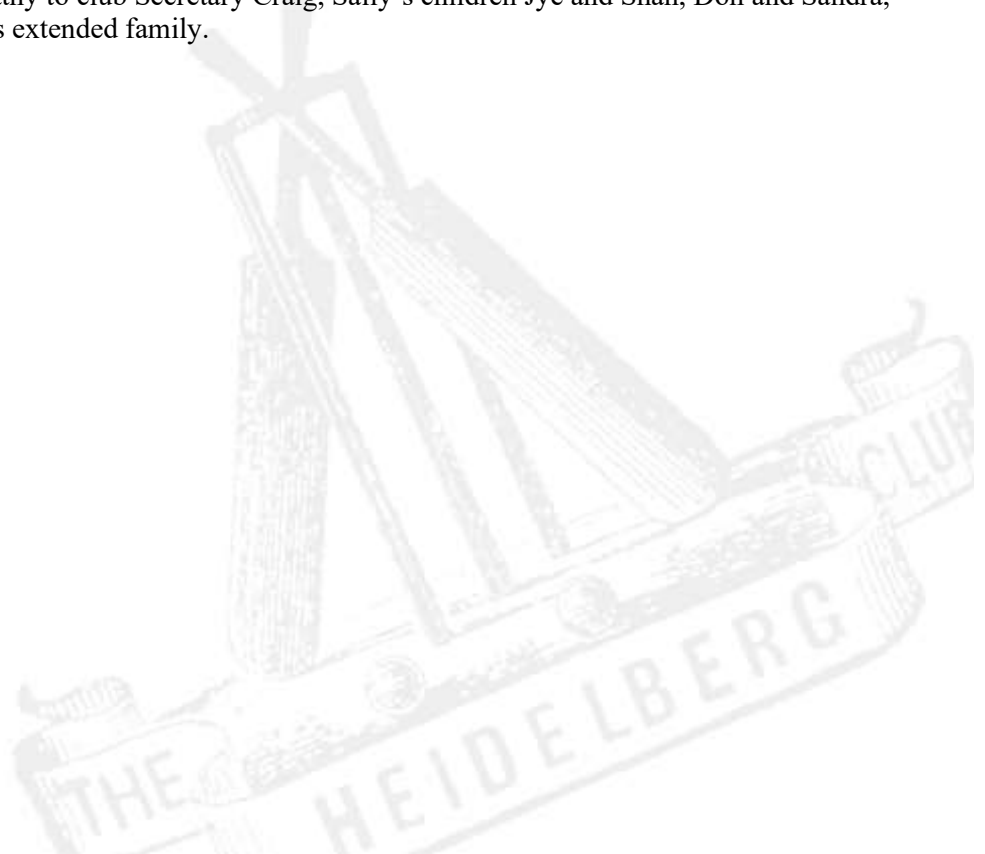 to club Secretary Craig, Sally's children Jye and Shan, Don and Sandra,
extended family.
THE HEIDELBERG CLUB